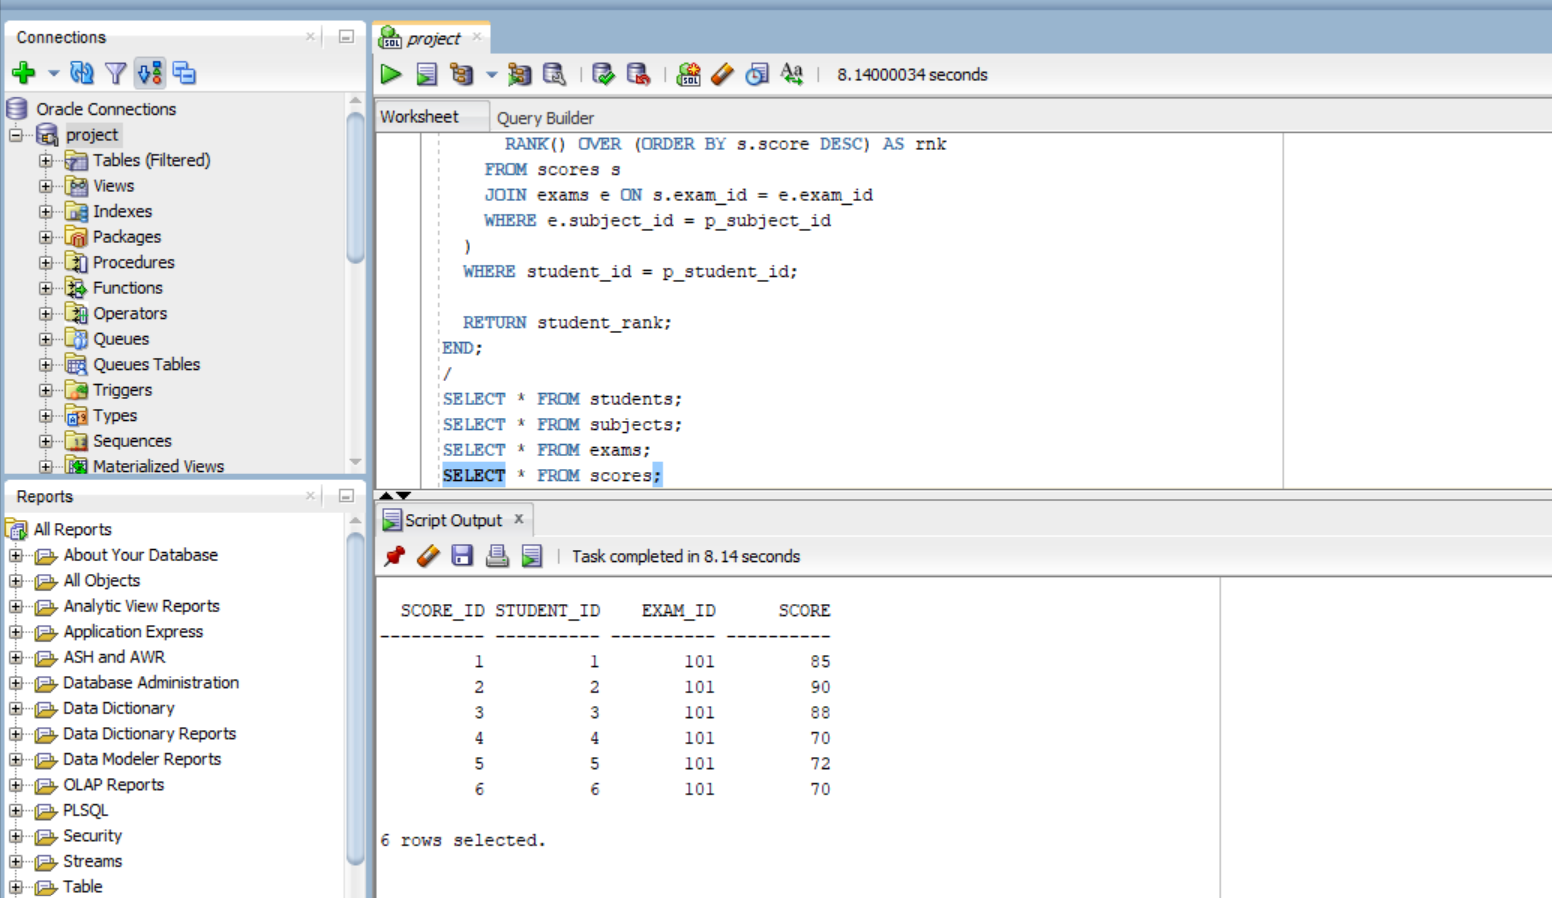 Connections
Oracle Connections
project
Tables (Filtered)
Views
Indexes
Packages
Procedures
Functions
Operators
Queues
Queues Tables
Triggers
Types
Sequences
Materialized Views
Reports
All Reports
About Your Database
All Objects
Analytic View Reports
Application Express
ASH and AWR
Database Administration
Data Dictionary
Data Dictionary Reports
Data Modeler Reports
OLAP Reports
PLSQL
Security
Streams
Table
project
8.14000034 seconds
Worksheet Query Builder
RANK() OVER (ORDER BY s.score DESC) AS rnk
FROM scores s
JOIN exams e ON s.exam_id = e.exam_id
WHERE e.subject_id = p_subject_id
)
WHERE student_id = p_student_id;
RETURN student_rank;
END;
/
SELECT * FROM students;
SELECT * FROM subjects;
SELECT * FROM exams;
SELECT * FROM scores;
Script Output x
Task completed in 8.14 seconds
SCORE_ID STUDENT_ID EXAM_ID SCORE
---------- ---------- ---------- ----------
1 1 101 85
2 2 101 90
3 3 101 88
4 4 101 70
5 5 101 72
6 6 101 70
6 rows selected.